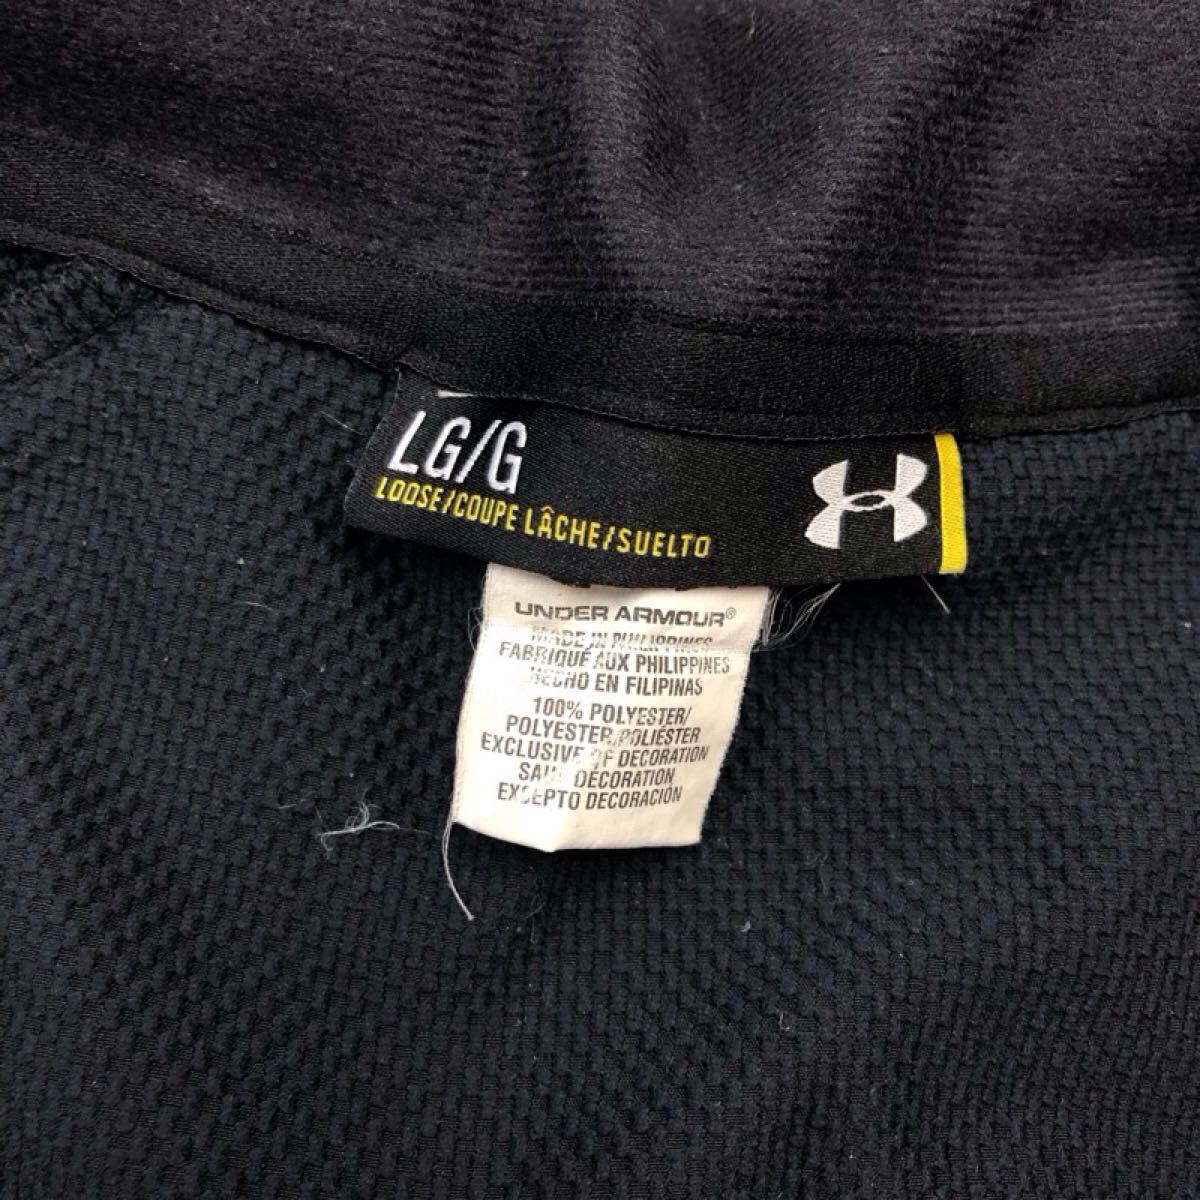 LG/G
LOOSE/COUPE LÂCHE/SUELTO
UNDER ARMOUR®
MADE IN PHILIPPINES
FABRIQUÉ AUX PHILIPPINES
HECHO EN FILIPINAS
100% POLYESTER/
POLYESTER/POLIÉSTER
EXCLUSIVE OF DECORATION
SAUF DÉCORATION
EXCEPTO DECORACIÓN